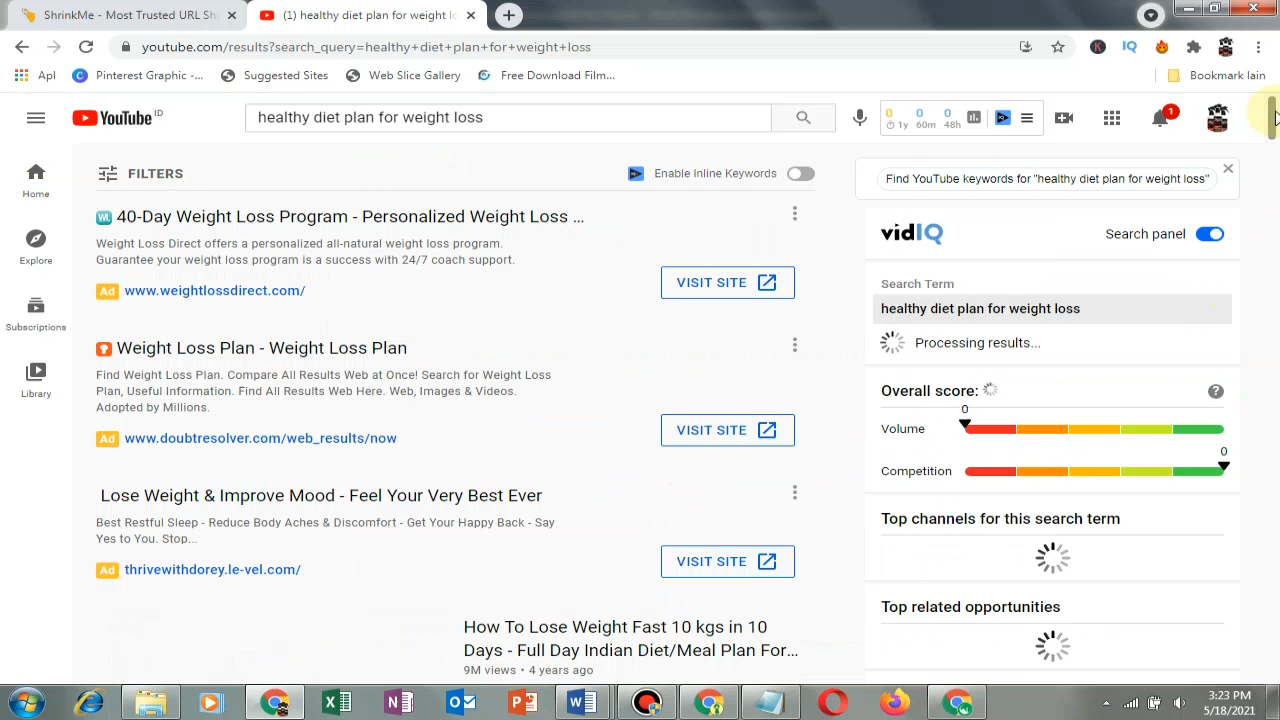 ShrinkMe - Most Trusted URL Sh
(1) healthy diet plan for weight lo
youtube.com/results?search_query=healthy+diet+plan+for+weight+loss
Apl
Pinterest Graphic -...
Suggested Sites
Web Slice Gallery
Free Download Film...
Bookmark lain
YouTube ID
healthy diet plan for weight loss
0 0 0
1y 60m 48h
1
Home
Explore
Subscriptions
Library
FILTERS
Enable Inline Keywords
40-Day Weight Loss Program - Personalized Weight Loss ...
Weight Loss Direct offers a personalized all-natural weight loss program.
Guarantee your weight loss program is a success with 24/7 coach support.
Ad www.weightlossdirect.com/
VISIT SITE
Weight Loss Plan - Weight Loss Plan
Find Weight Loss Plan. Compare All Results Web at Once! Search for Weight Loss
Plan, Useful Information. Find All Results Web Here. Web, Images & Videos.
Adopted by Millions.
Ad www.doubtresolver.com/web_results/now
VISIT SITE
Lose Weight & Improve Mood - Feel Your Very Best Ever
Best Restful Sleep - Reduce Body Aches & Discomfort - Get Your Happy Back - Say
Yes to You. Stop...
Ad thrivewithdorey.le-vel.com/
VISIT SITE
How To Lose Weight Fast 10 kgs in 10
Days - Full Day Indian Diet/Meal Plan For...
9M views • 4 years ago
Find YouTube keywords for "healthy diet plan for weight loss"
vidIQ
Search panel
Search Term
healthy diet plan for weight loss
Processing results...
Overall score:
0
Volume
0
Competition
Top channels for this search term
Top related opportunities
3:23 PM
5/18/2021